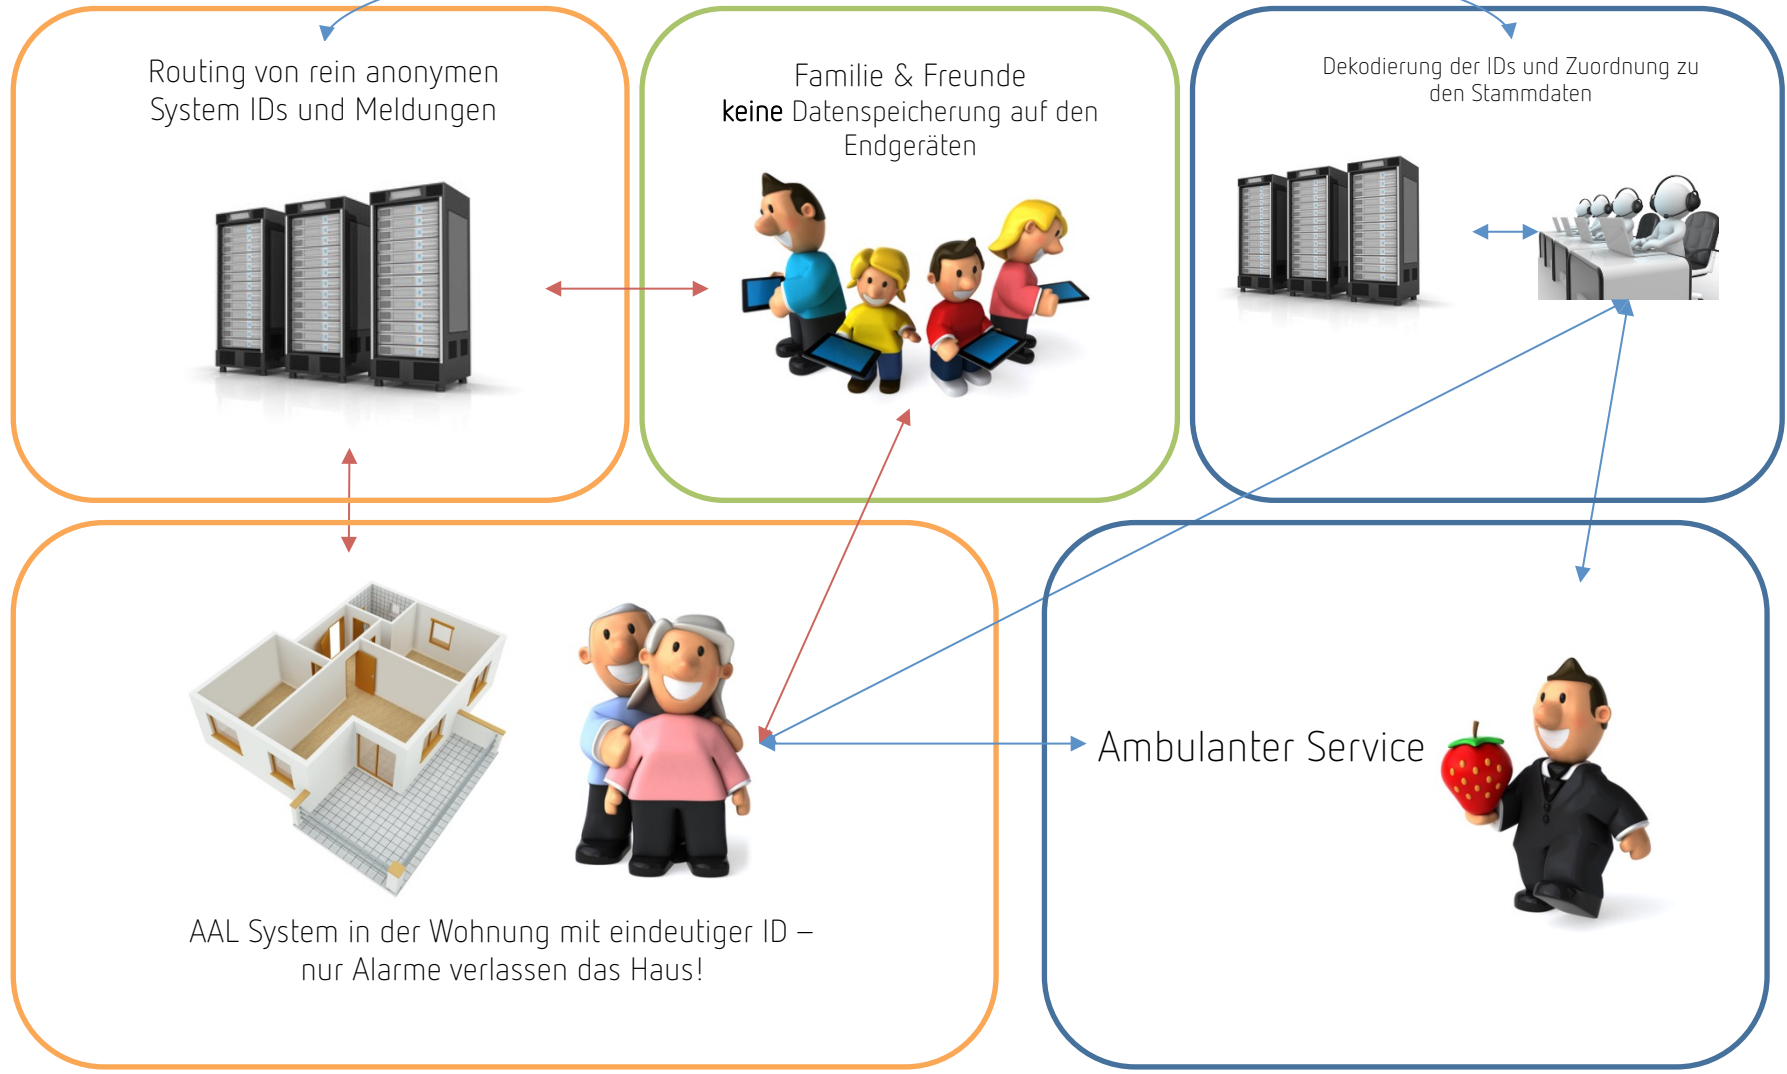 Routing von rein anonymen
System IDs und Meldungen
Familie & Freunde
keine Datenspeicherung auf den
Endgeräten
Dekodierung der IDs und Zuordnung zu
den Stammdaten
AAL System in der Wohnung mit eindeutiger ID –
nur Alarme verlassen das Haus!
Ambulanter Service